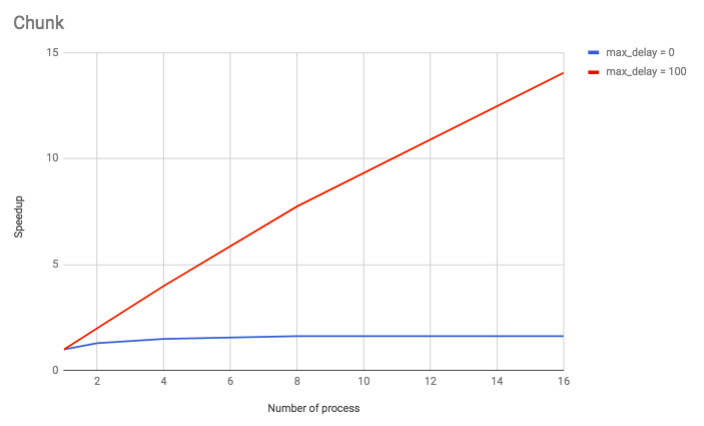 Chunk
15
10
5
0
Speedup
2 4 6 8 10 12 14 16
Number of process
max_delay = 0
max_delay = 100